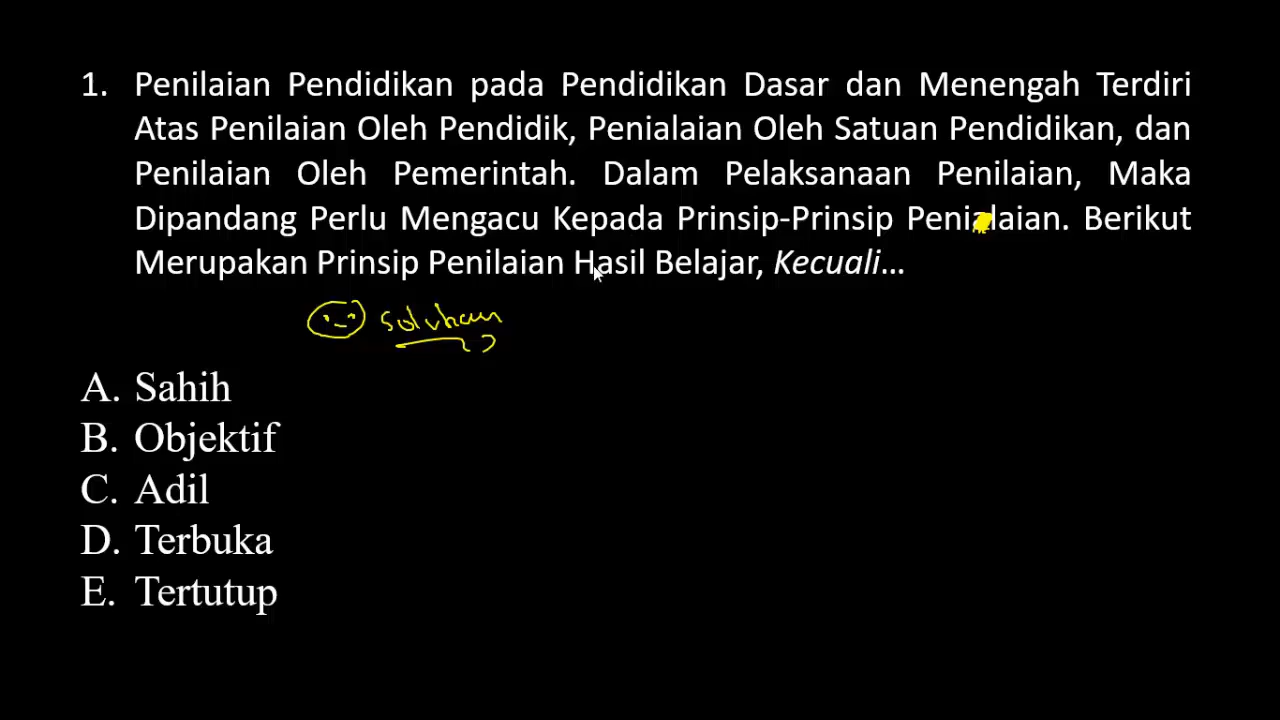 1. Penilaian Pendidikan pada Pendidikan Dasar dan Menengah Terdiri
Atas Penilaian Oleh Pendidik, Penialaian Oleh Satuan Pendidikan, dan
Penilaian Oleh Pemerintah. Dalam Pelaksanaan Penilaian, Maka
Dipandang Perlu Mengacu Kepada Prinsip-Prinsip Penialaian. Berikut
Merupakan Prinsip Penilaian Hasil Belajar, Kecuali...
A. Sahih
B. Objektif
C. Adil
D. Terbuka
E. Tertutup